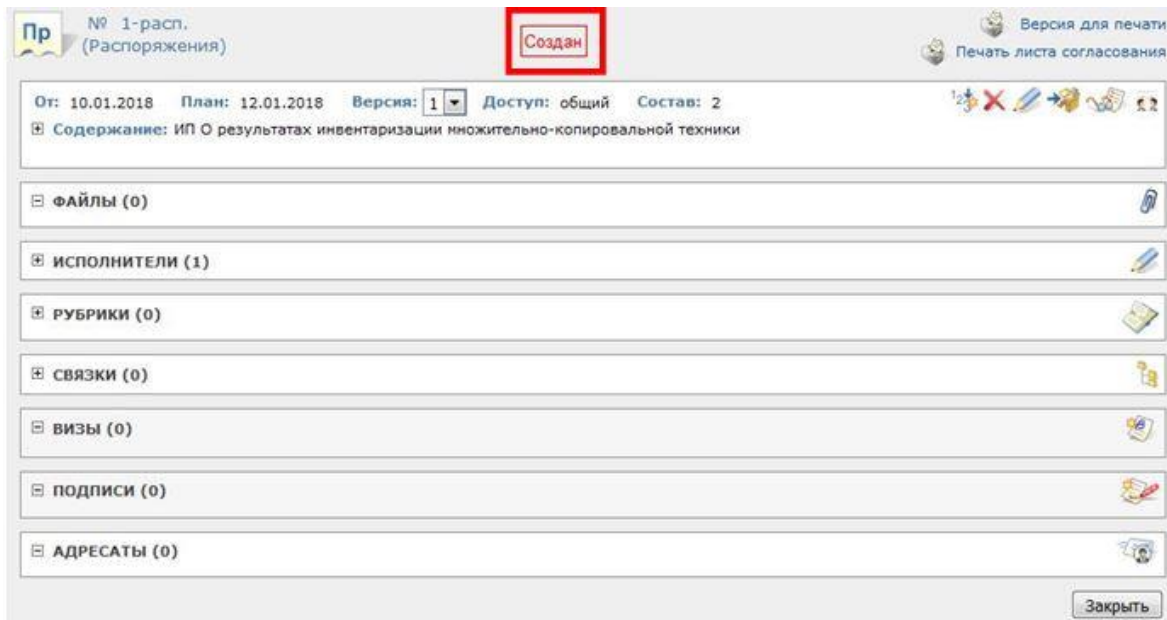 Пр
№ 1-расп.
(Распоряжения)
Создан
Версия для печати
Печать листа согласования
От: 10.01.2018 План: 12.01.2018 Версия: 1 Доступ: общий Состав: 2
Содержание: ИП О результатах инвентаризации множительно-копировальной техники
ФАЙЛЫ (0)
ИСПОЛНИТЕЛИ (1)
РУБРИКИ (0)
СВЯЗКИ (0)
ВИЗЫ (0)
ПОДПИСИ (0)
АДРЕСАТЫ (0)
Закрыть